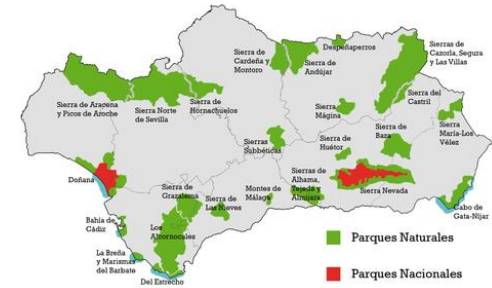 Sierra de
Cardeña y
Montoro
Sierra de
Andújar
Despeñaperros
Sierras de
Cazorla, Segura
y Las Villas
Sierra de Aracena
y Picos de Aroche
Sierra Norte
de Sevilla
Sierra de
Hornachuelos
Sierra
Mágina
Sierra del
Castril
Sierras
Subbéticas
Sierra de
Huétor
Sierra de
Baza
Sierra
María-Los
Vélez
Doñana
Sierra de
Grazalema
Sierra de
Las Nieves
Montes de
Málaga
Sierras de
Alhama,
Tejeda y
Almijara
Sierra Nevada
Cabo de
Gata-Níjar
Bahía de
Cádiz
Los
Alcornocales
La Breña
y Marismas
del Barbate
Del Estrecho
Parques Naturales
Parques Nacionales